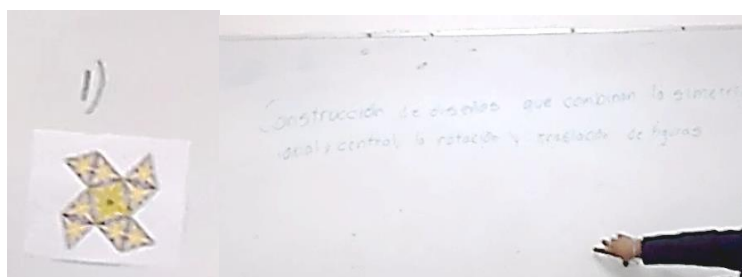 1)
Construcción de diseños que combinan la simetría
axial y central, la rotación y traslación de figuras